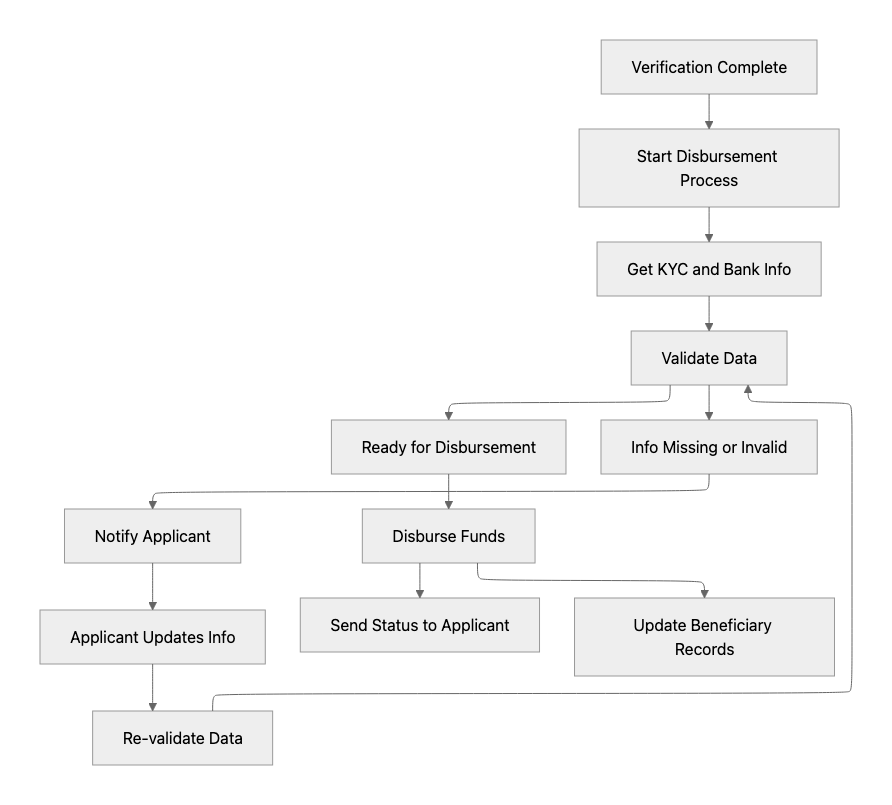 Verification Complete
Start Disbursement
Process
Get KYC and Bank Info
Validate Data
Ready for Disbursement
Info Missing or Invalid
Notify Applicant
Disburse Funds
Applicant Updates Info
Send Status to Applicant
Update Beneficiary
Records
Re-validate Data